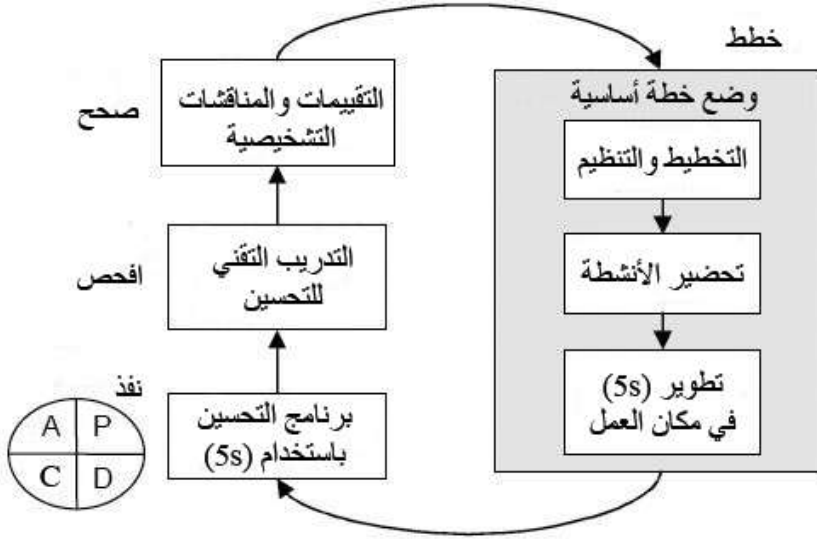 خطط
وضع خطة أساسية
التخطيط والتنظيم
تحضير الأنشطة
تطوير (5s)
في مكان العمل
نفذ
برنامج التحسين
باستخدام (5s)
افحص
التدريب التقني
للتحسين
صحح
التقييمات والمناقشات
التشخيصية
A P
C D